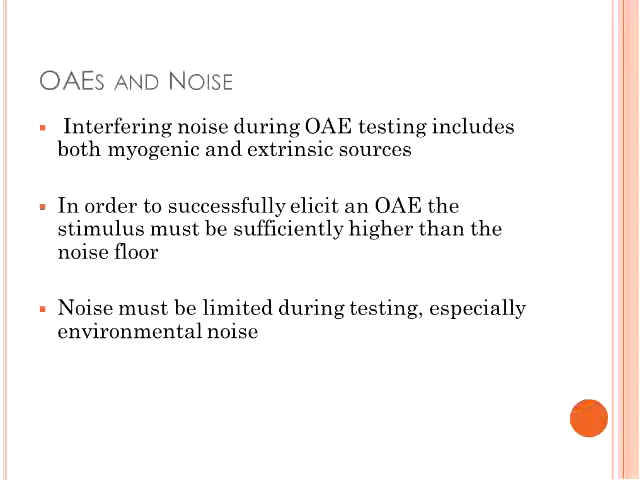 OAEs and Noise
Interfering noise during OAE testing includes
both myogenic and extrinsic sources
In order to successfully elicit an OAE the
stimulus must be sufficiently higher than the
noise floor
Noise must be limited during testing, especially
environmental noise